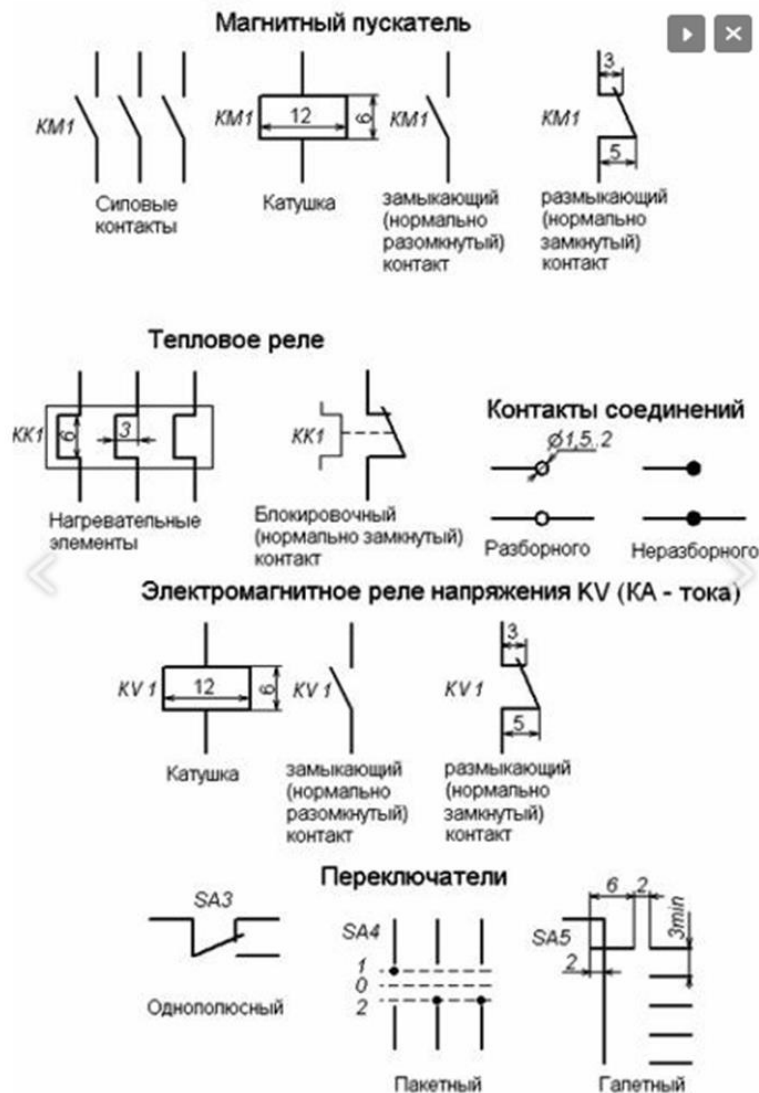 Магнитный пускатель
KM1
KM1
12
6
KM1
KM1
3
5
Сиповые
контакты
Катушка
замыкающий
(нормально
разомкнутый)
контакт
размыкающий
(нормально
замкнутый)
контакт
Тепловое реле
KK1
6
3
KK1
Нагревательные
элементы
Блокировочный
(нормально замкнутый)
контакт
Контакты соединений
Ø1,5..2
Разборного
Неразборного
Электромагнитное реле напряжения KV (KA - тока)
KV 1
12
6
KV 1
KV 1
3
5
Катушка
замыкающий
(нормально
разомкнутый)
контакт
размыкающий
(нормально
замкнутый)
контакт
Переключатели
SA3
Однополюсный
SA4
1
0
2
Пакетный
SA5
6
2
3min
2
Галетный